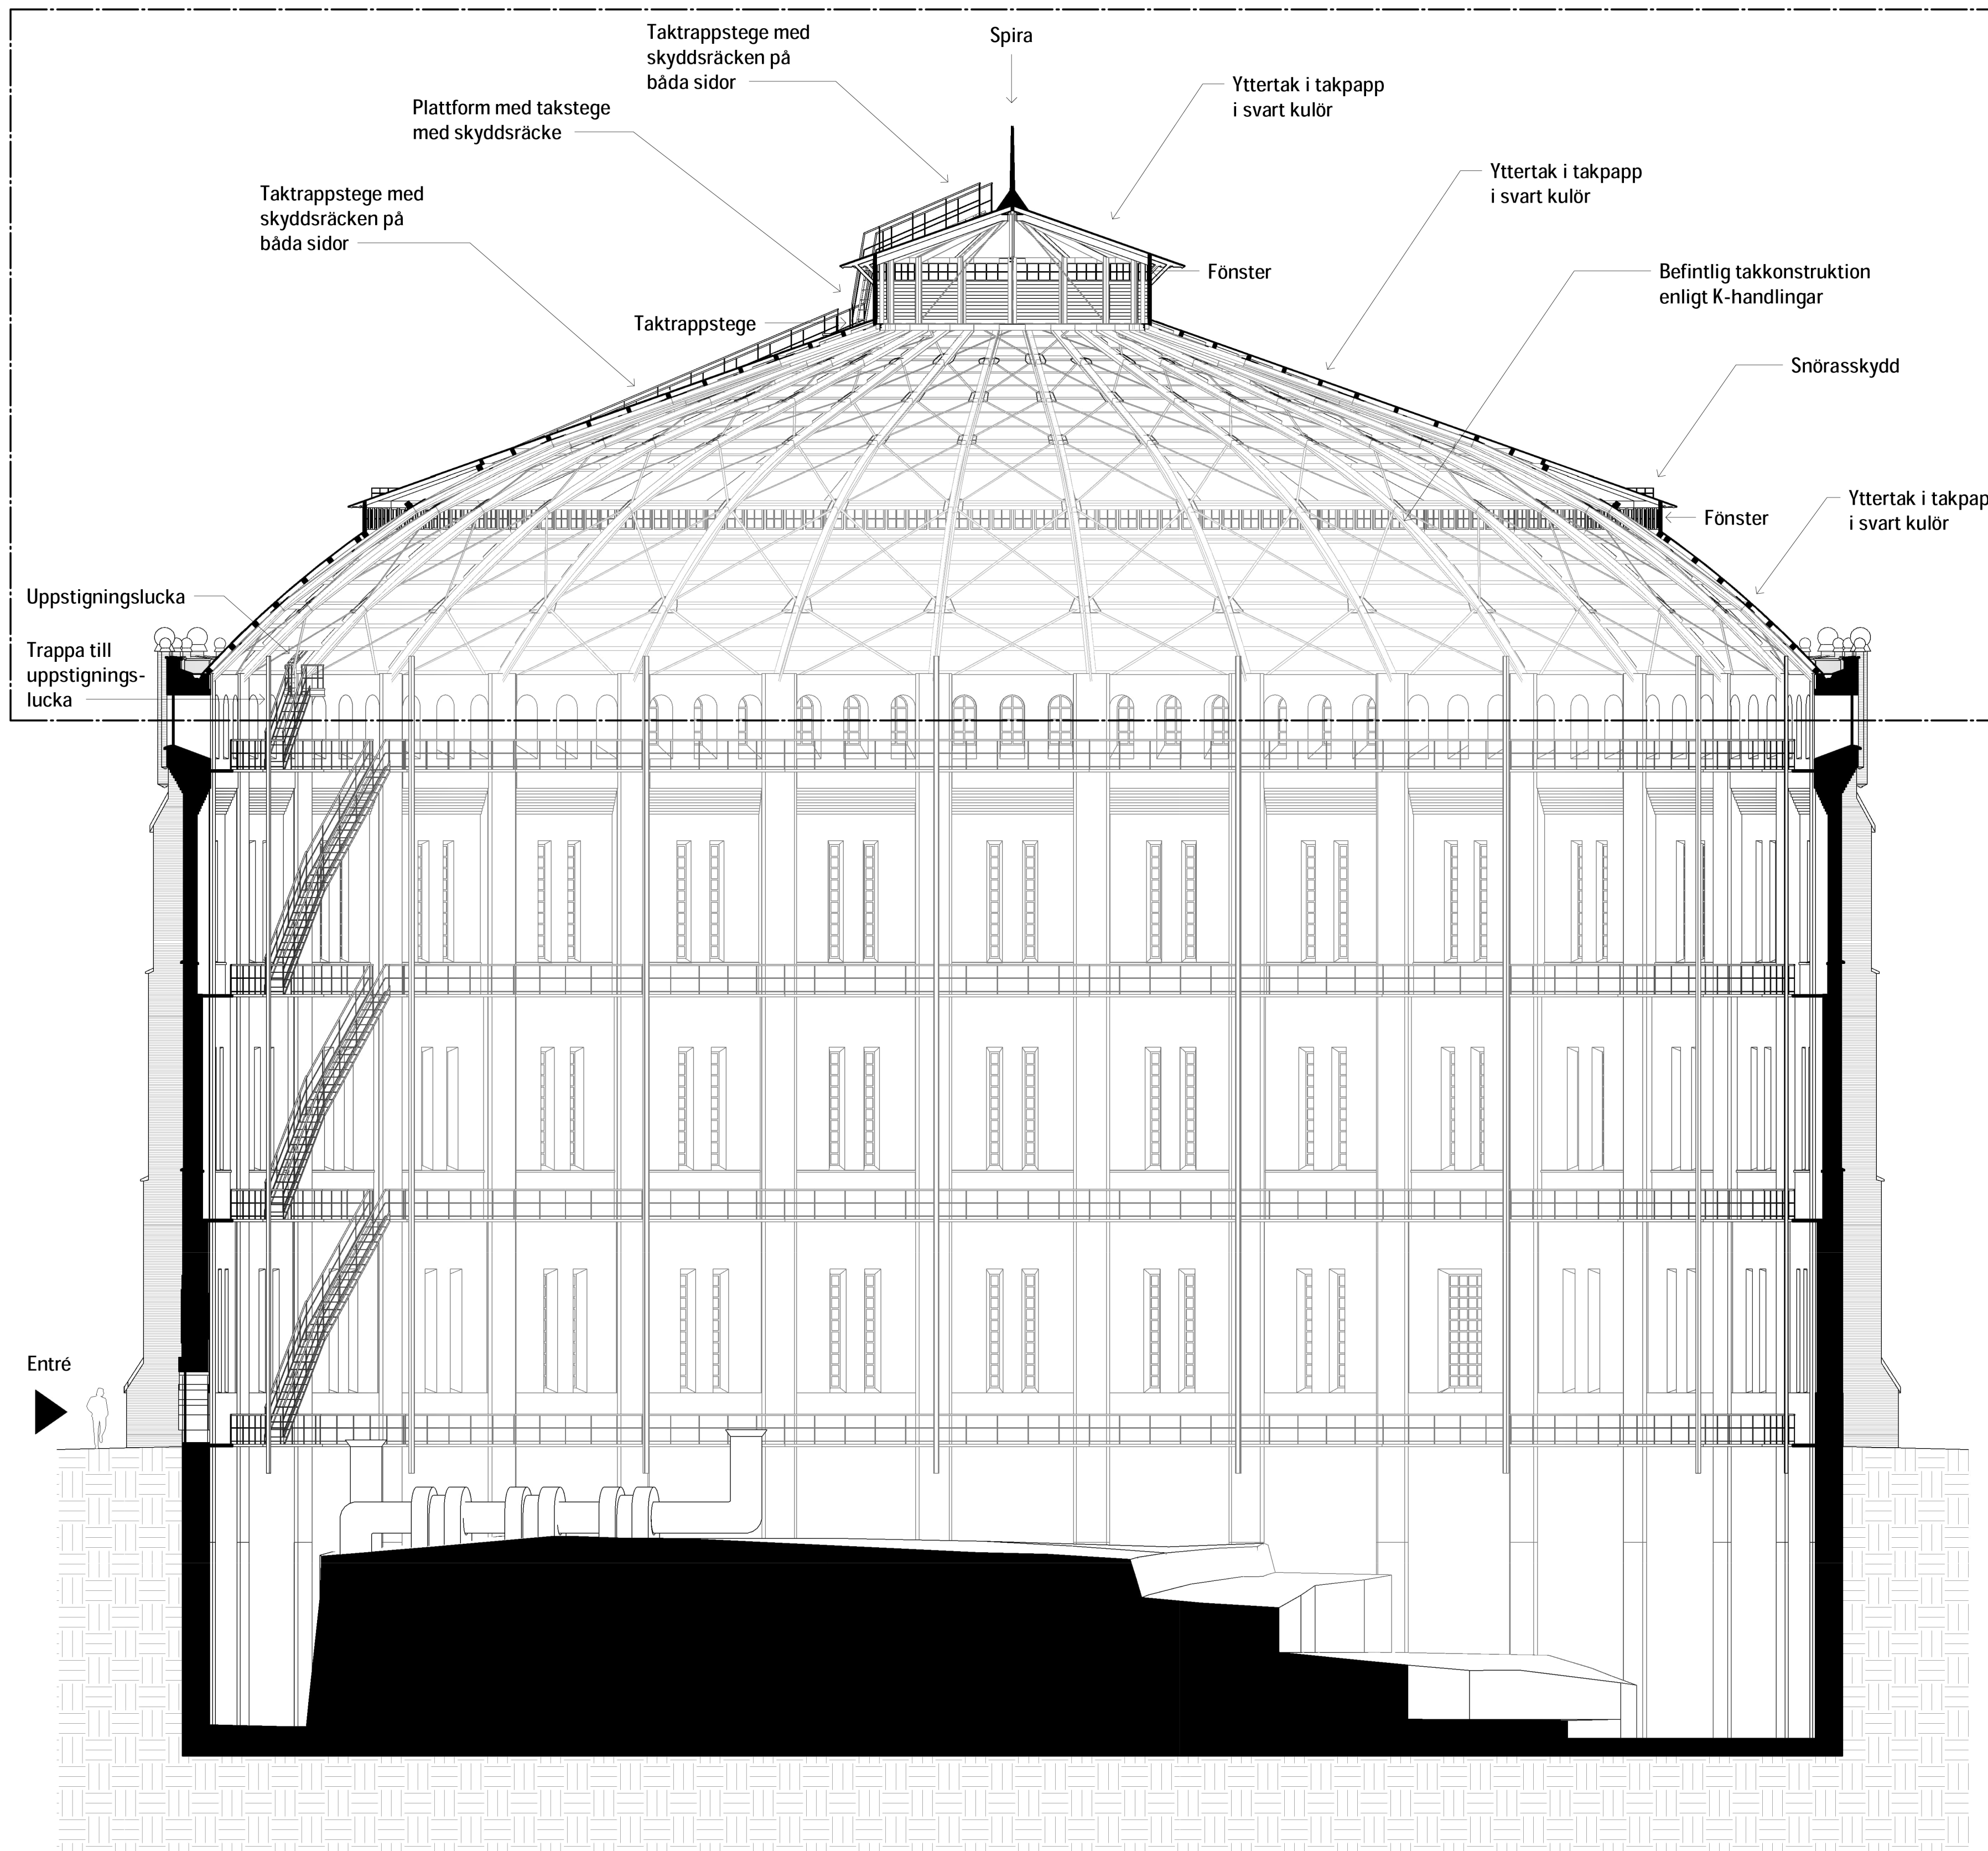 Taktrappstege med
skyddsräcken på
båda sidor
Spira
Yttertak i takpapp
i svart kulör
Plattform med takstege
med skyddsräcke
Yttertak i takpapp
i svart kulör
Taktrappstege med
skyddsräcken på
båda sidor
Fönster
Befintlig takkonstruktion
enligt K-handlingar
Taktrappstege
Snörasskydd
Yttertak i takpap
i svart kulör
Fönster
Uppstigningslucka
Trappa till
uppstignings-
lucka
Entré